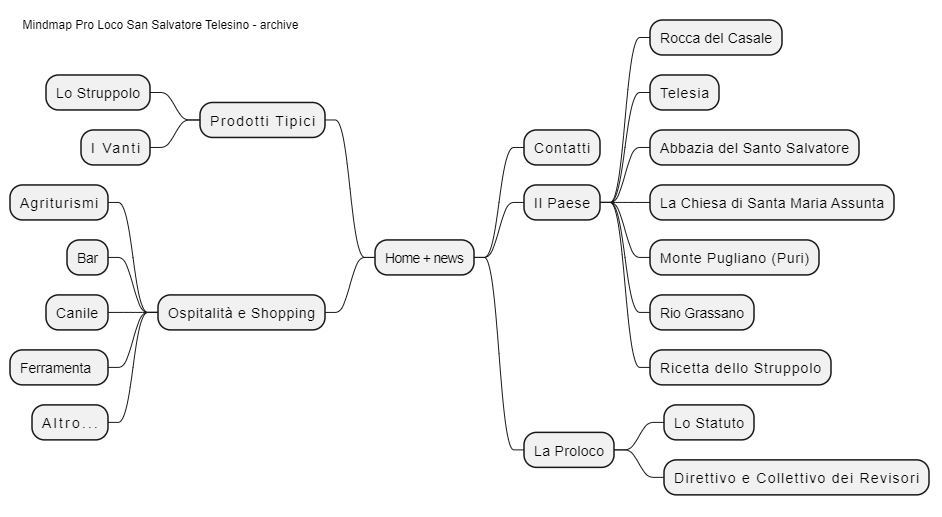 Mindmap Pro Loco San Salvatore Telesino - archive
Lo Struppolo
I Vanti
Prodotti Tipici
Agriturismi
Bar
Canile
Ferramenta
Altro...
Ospitalità e Shopping
Home + news
Contatti
Il Paese
Rocca del Casale
Telesia
Abbazia del Santo Salvatore
La Chiesa di Santa Maria Assunta
Monte Pugliano (Puri)
Rio Grassano
Ricetta dello Struppolo
La Proloco
Lo Statuto
Direttivo e Collettivo dei Revisori